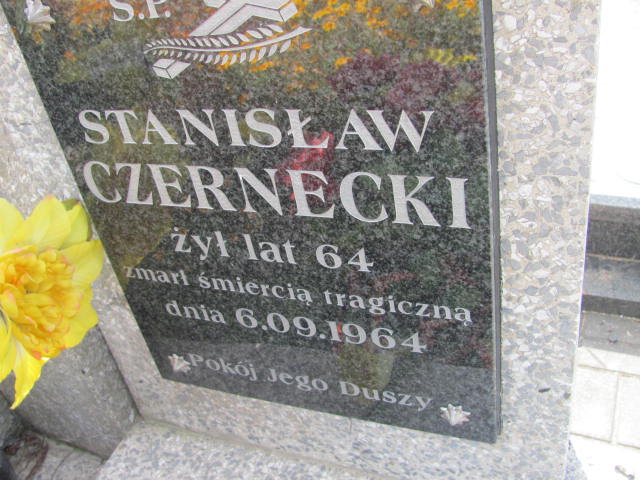 Ś.P.
STANISŁAW
CZERNECKI
żył lat 64
zmarł śmiercią tragiczną
dnia 6.09.1964
Pokój Jego Duszy